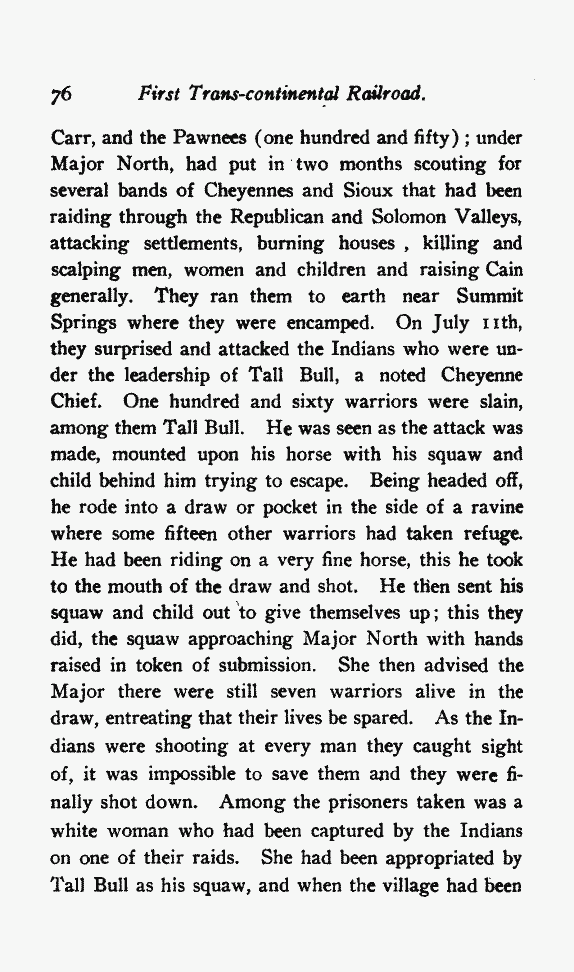 76 First Trans-continental Railroad.
Carr, and the Pawnees (one hundred and fifty) ; under
Major North, had put in two months scouting for
several bands of Cheyennes and Sioux that had been
raiding through the Republican and Solomon Valleys,
attacking settlements, burning houses , killing and
scalping men, women and children and raising Cain
generally. They ran them to earth near Summit
Springs where they were encamped. On July 11th,
they surprised and attacked the Indians who were un-
der the leadership of Tall Bull, a noted Cheyenne
Chief. One hundred and sixty warriors were slain,
among them Tall Bull. He was seen as the attack was
made, mounted upon his horse with his squaw and
child behind him trying to escape. Being headed off,
he rode into a draw or pocket in the side of a ravine
where some fifteen other warriors had taken refuge.
He had been riding on a very fine horse, this he took
to the mouth of the draw and shot. He then sent his
squaw and child out to give themselves up; this they
did, the squaw approaching Major North with hands
raised in token of submission. She then advised the
Major there were still seven warriors alive in the
draw, entreating that their lives be spared. As the In-
dians were shooting at every man they caught sight
of, it was impossible to save them and they were fi-
nally shot down. Among the prisoners taken was a
white woman who had been captured by the Indians
on one of their raids. She had been appropriated by
Tall Bull as his squaw, and when the village had been